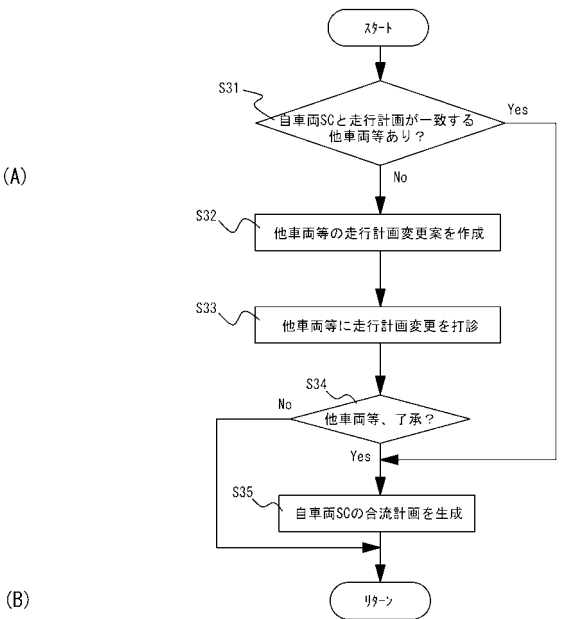 スタート
S31
自車両SCと走行計画が一致する
他車両等あり？
Yes
(A)
No
S32
他車両等の走行計画変更案を作成
S33
他車両等に走行計画変更を打診
S34
No
他車両等、了承？
Yes
S35
自車両SCの合流計画を生成
(B)
リターン